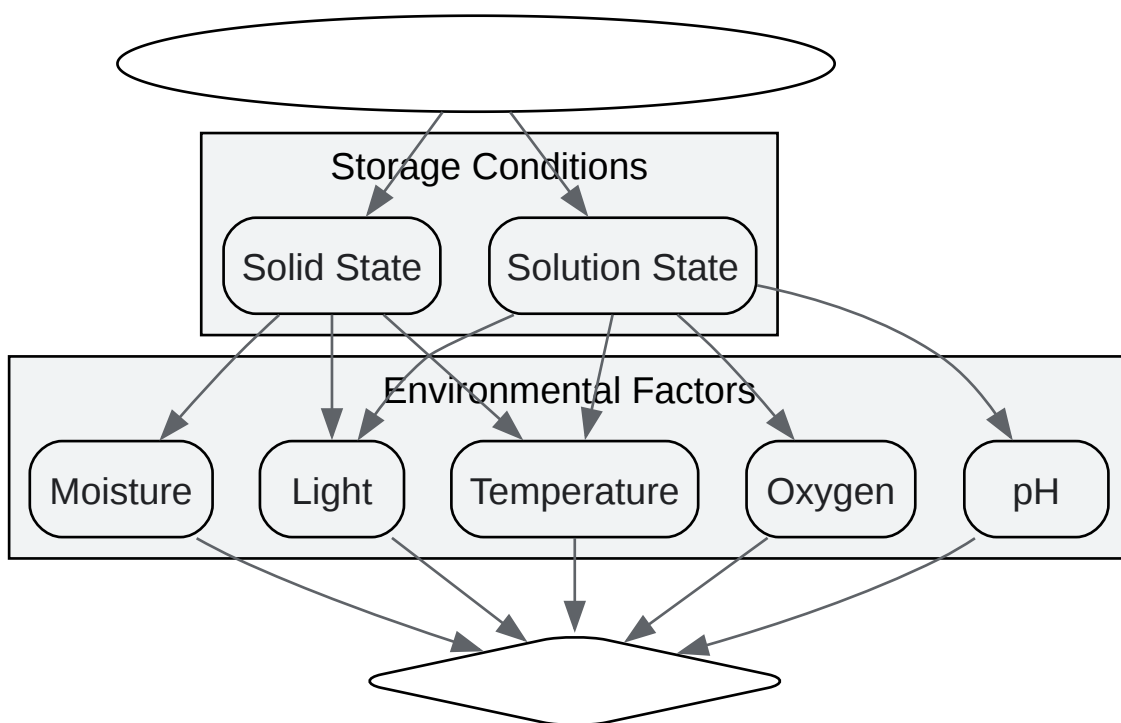 Storage Conditions
Solid State
Solution State
Environmental Factors
Moisture
Light
Temperature
Oxygen
pH